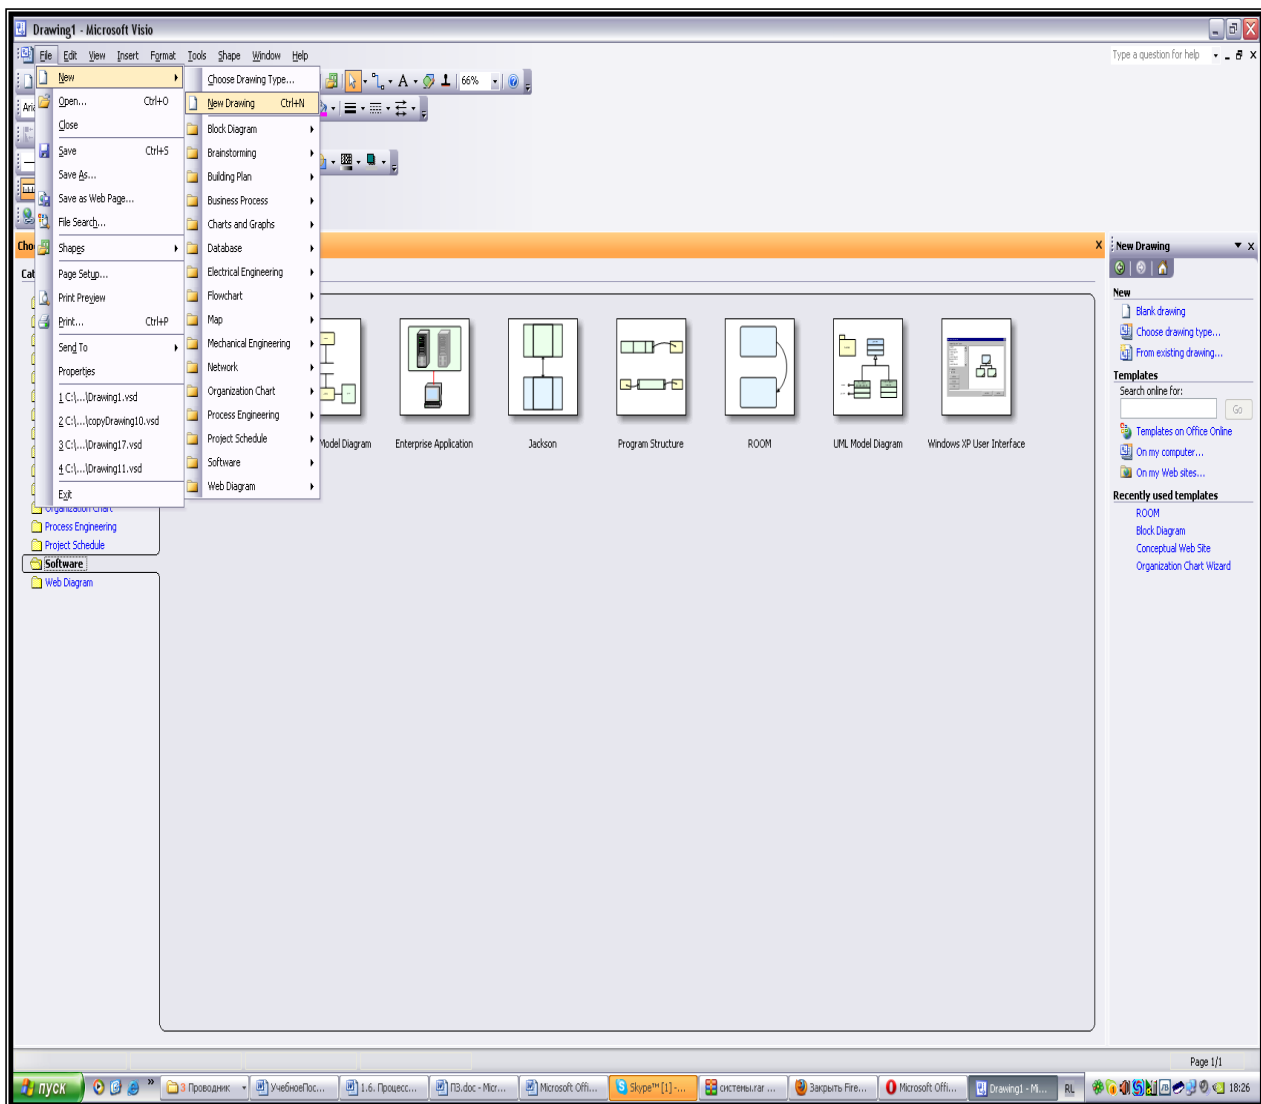 Drawing1 - Microsoft Visio
File Edit View Insert Format Tools Shape Window Help
Type a question for help
New
Open... Ctrl+O
Close
Save Ctrl+S
Save As...
Save as Web Page...
File Search...
Shapes
Page Setup...
Print Preview
Print... Ctrl+P
Send To
Properties
1 C:\...\Drawing1.vsd
2 C:\...\copyDrawing10.vsd
3 C:\...\Drawing17.vsd
4 C:\...\Drawing11.vsd
Exit
Choose Drawing Type...
New Drawing Ctrl+N
Block Diagram
Brainstorming
Building Plan
Business Process
Charts and Graphs
Database
Electrical Engineering
Flowchart
Map
Mechanical Engineering
Network
Organization Chart
Process Engineering
Project Schedule
Software
Web Diagram
66%
Ari
Cho
Cat
Organization Chart
Process Engineering
Project Schedule
Software
Web Diagram
Model Diagram
Enterprise Application
Jackson
Program Structure
ROOM
UML Model Diagram
Windows XP User Interface
New Drawing
New
Blank drawing
Choose drawing type...
From existing drawing...
Templates
Search online for:
Go
Templates on Office Online
On my computer...
On my Web sites...
Recently used templates
ROOM
Block Diagram
Conceptual Web Site
Organization Chart Wizard
Page 1/1
пуск
3 Проводник
УчебноеПос...
1.6. Процесс...
ПЗ.doc - Micr...
Microsoft Offi...
Skype™ [1] -...
системы.rar ...
Закрыть Fire...
Microsoft Offi...
Drawing1 - Mi...
RL
18:26